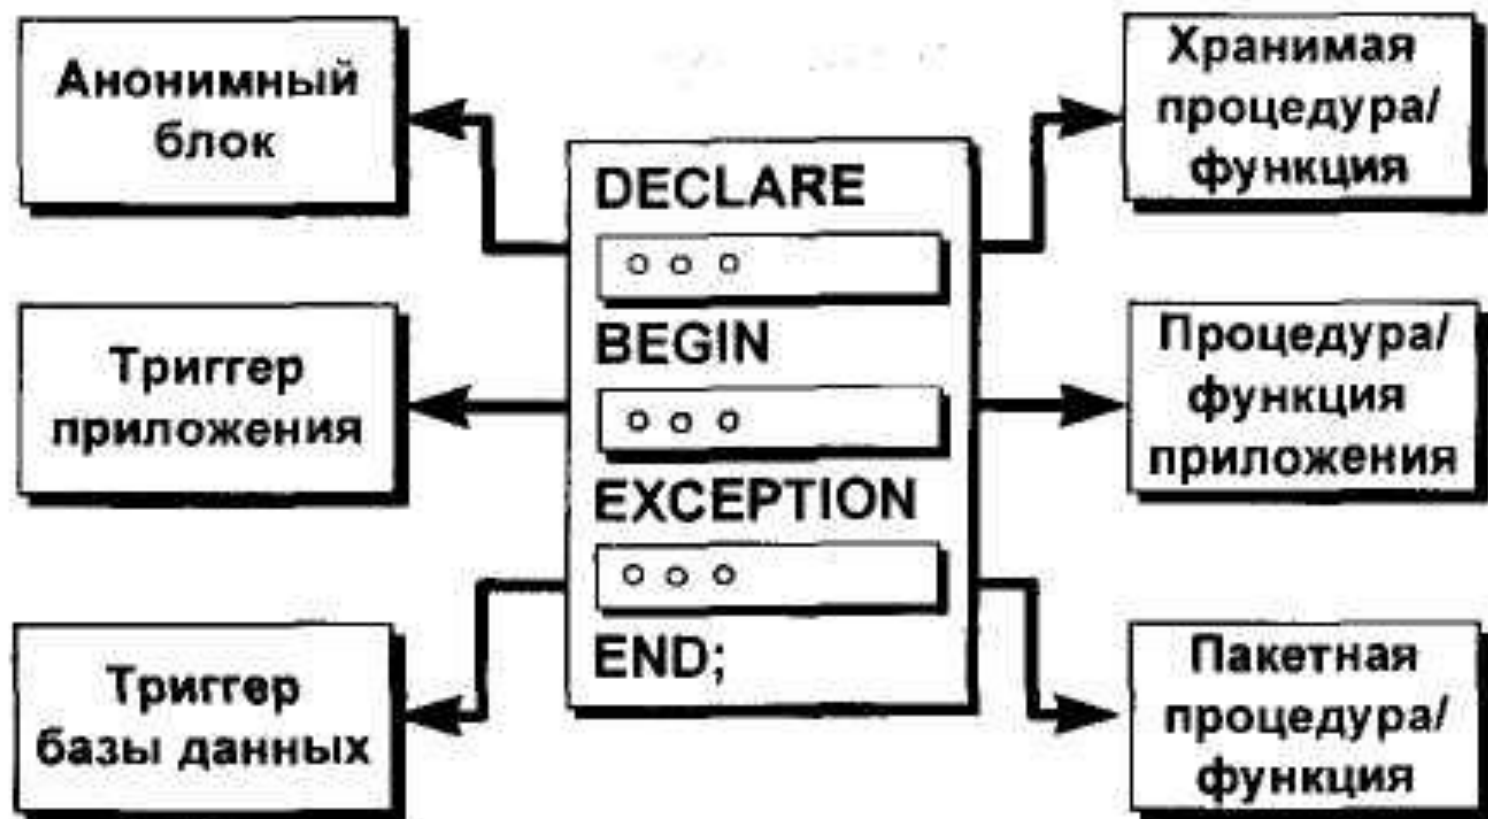 Анонимный
блок
Триггер
приложения
Триггер
базы данных
DECLARE
BEGIN
EXCEPTION
END;
Хранимая
процедура/
функция
Процедура/
функция
приложения
Пакетная
процедура/
функция